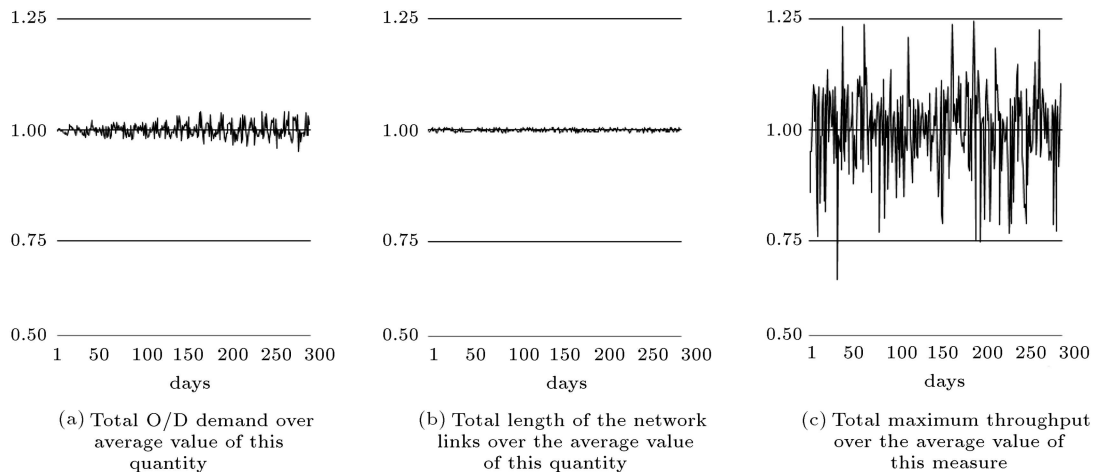 1.25
1.00
0.75
0.50
1 50 100 150 200 250 300
days
(a) Total O/D demand over
average value of this
quantity
1 50 100 150 200 250 300
days
(b) Total length of the network
links over the average value
of this quantity
1.25
1.00
0.75
0.50
1.25
1.00
0.75
0.50
1 50 100 150 200 250 300
days
(c) Total maximum throughput
over the average value of
this measure